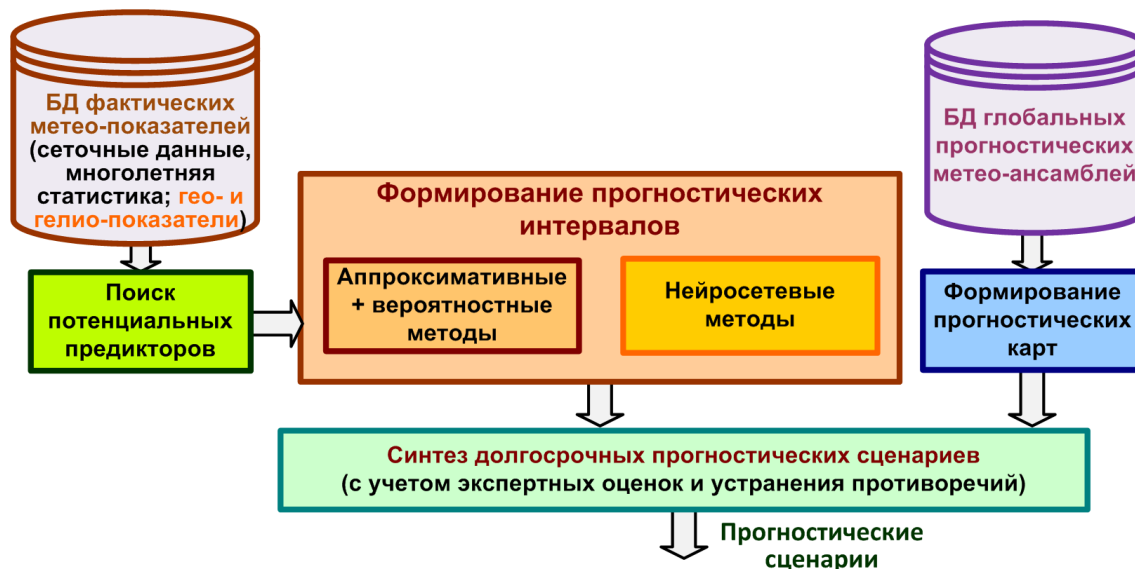 БД фактических
метео-показателей
(сеточные данные,
многолетняя
статистика; гео- и
гелио-показатели)
БД глобальных
прогностических
метео-ансамблей
Формирование прогностических
интервалов
Аппроксимативные
+ вероятностные
методы
Нейросетевые
методы
Поиск
потенциальных
предикторов
Формирование
прогностических
карт
Синтез долгосрочных прогностических сценариев
(с учетом экспертных оценок и устранения противоречий)
Прогностические
сценарии